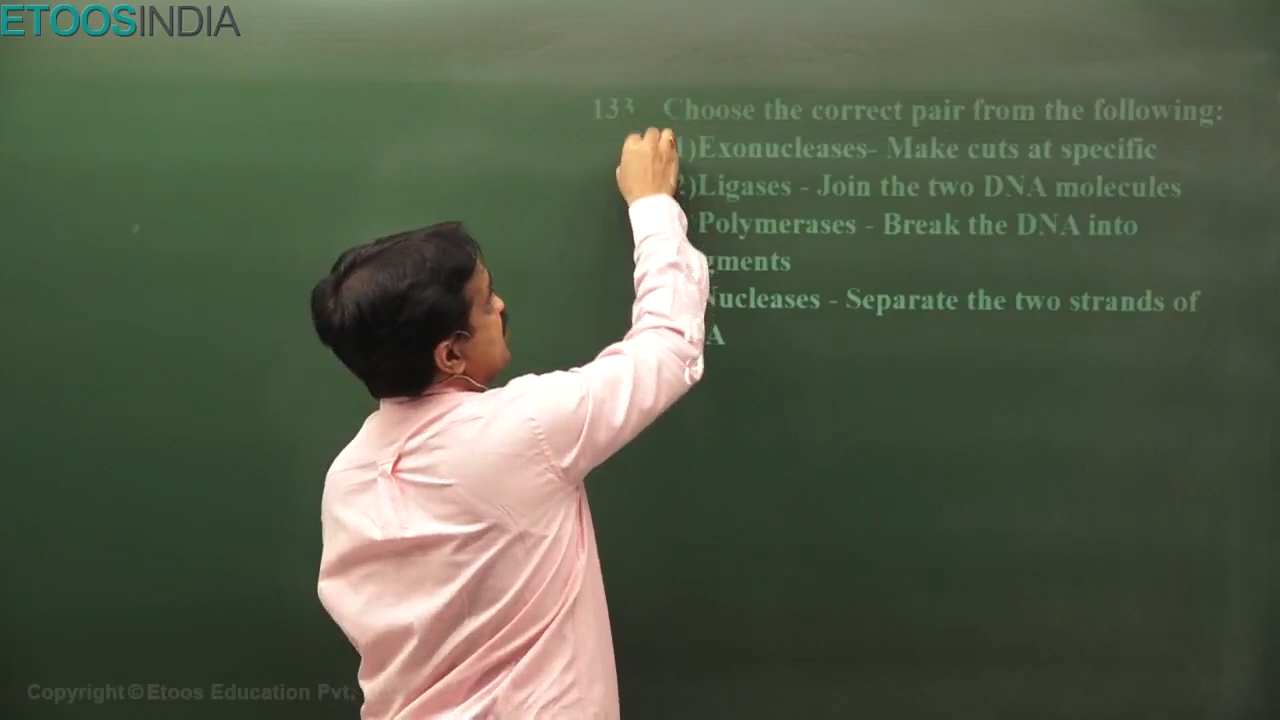 ETOOSINDIA
133 Choose the correct pair from the following:
1)Exonucleases- Make cuts at specific
2)Ligases - Join the two DNA molecules
Polymerases - Break the DNA into
gments
Nucleases - Separate the two strands of
A
Copyright©Etoos Education Pvt.